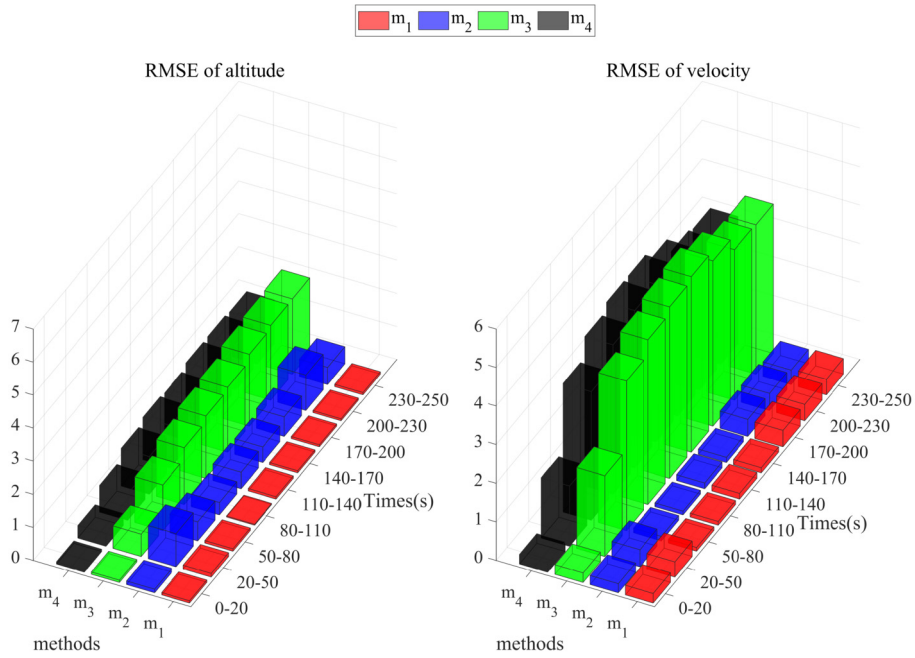 m1 m2 m3 m4
RMSE of altitude
7
6
5
4
3
2
1
0
m4
m3
m2
m1
methods
0-20
20-50
50-80
80-110
110-140
140-170
170-200
200-230
230-250
Times(s)
RMSE of velocity
6
5
4
3
2
1
0
m4
m3
m2
m1
methods
0-20
20-50
50-80
80-110
110-140
140-170
170-200
200-230
230-250
Times(s)